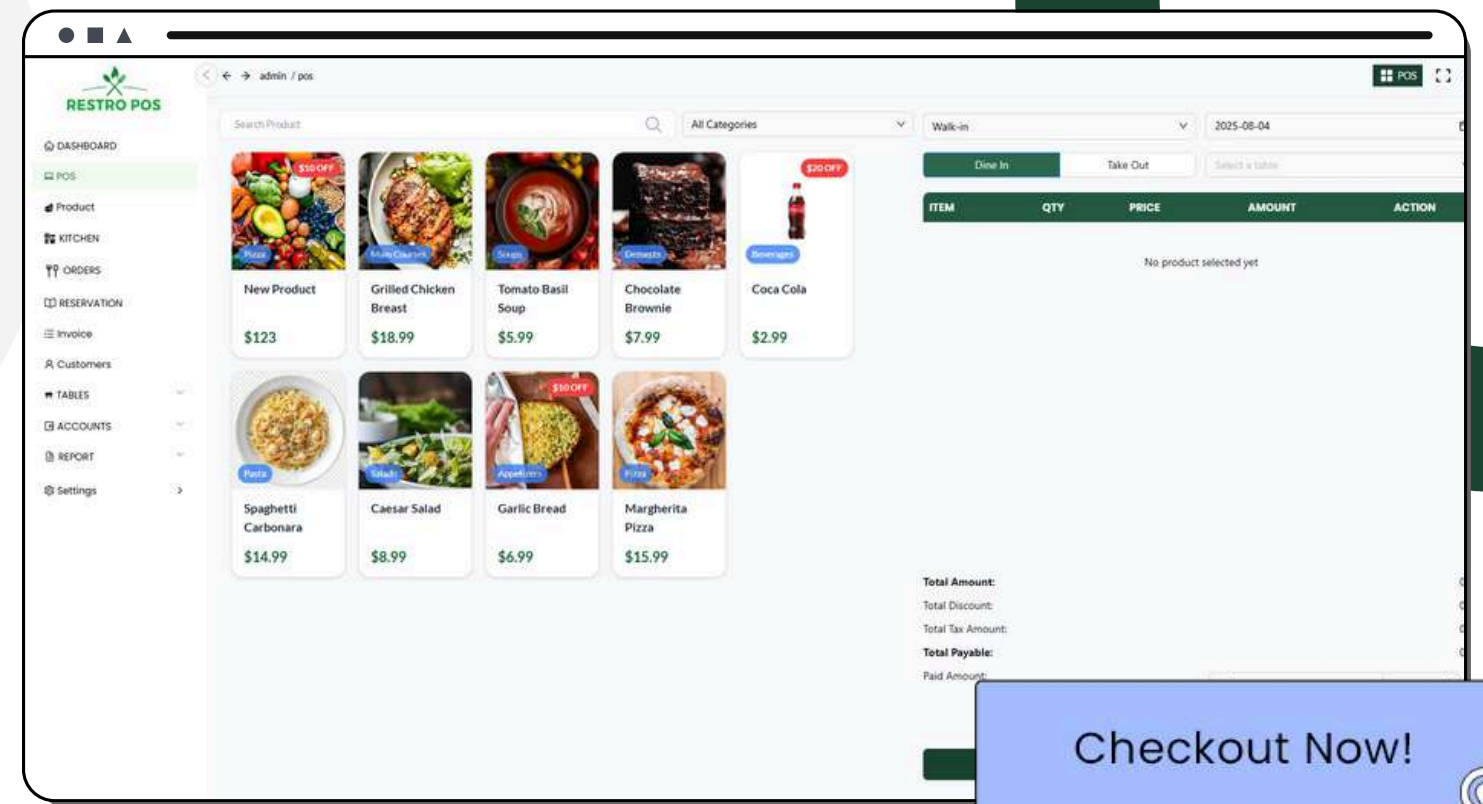 RESTRO POS
admin / pos
POS
DASHBOARD
POS
Product
KITCHEN
ORDERS
RESERVATION
Invoice
Customers
TABLES
ACCOUNTS
REPORT
Settings
Search Product
All Categories
$10 OFF
Pizza
New Product
$123
Main Courses
Grilled Chicken
Breast
$18.99
Soups
Tomato Basil
Soup
$5.99
Desserts
Chocolate
Brownie
$7.99
$20 OFF
Beverages
Coca Cola
$2.99
Pasta
Spaghetti
Carbonara
$14.99
Salads
Caesar Salad
$8.99
$10 OFF
Appetizers
Garlic Bread
$6.99
Pizza
Margherita
Pizza
$15.99
Walk-in
2025-08-04
Dine In
Take Out
Select a table
ITEM QTY PRICE AMOUNT ACTION
No product selected yet
Total Amount:
Total Discount:
Total Tax Amount:
Total Payable:
Paid Amount:
Checkout Now!